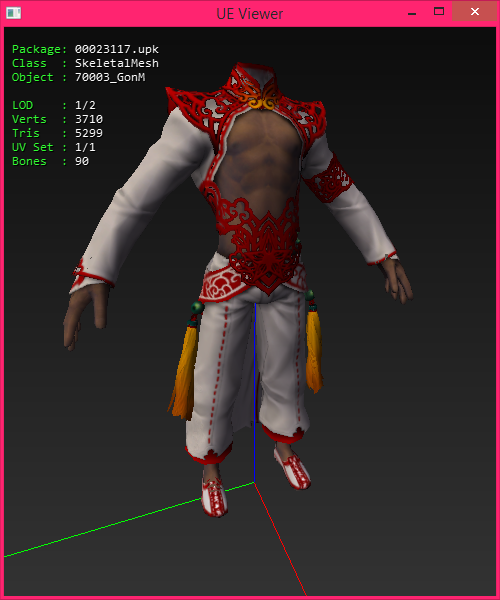 UE Viewer
Package: 00023117.upk
Class : SkeletalMesh
Object : 70003_GonM
LOD : 1/2
Verts : 3710
Tris : 5299
UV Set : 1/1
Bones : 90